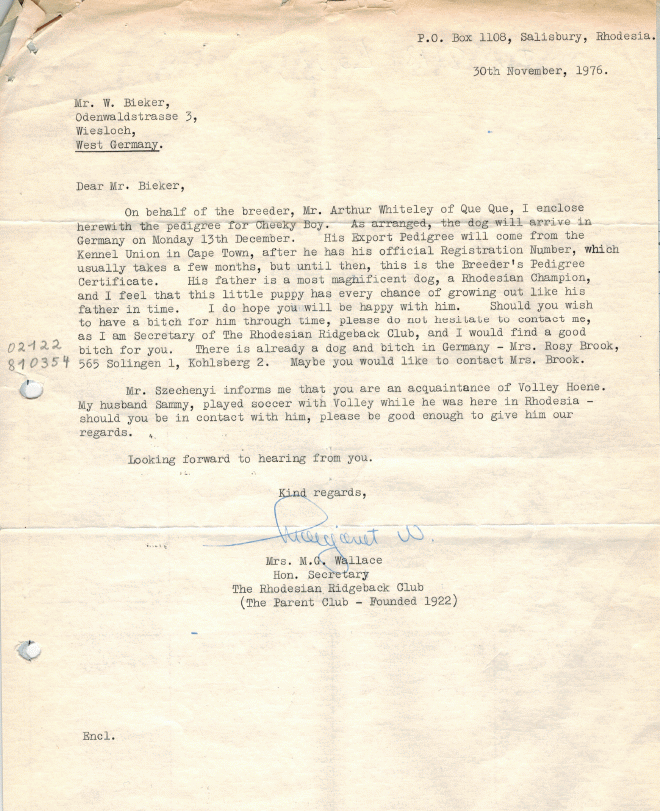 P.O. Box 1108, Salisbury, Rhodesia.
30th November, 1976.
Mr. W. Bieker,
Odenwaldstrasse 3,
Wiesloch,
West Germany.
Dear Mr. Bieker,
On behalf of the breeder, Mr. Arthur Whiteley of Que Que, I enclose
herewith the pedigree for Cheeky Boy. As arranged, the dog will arrive in
Germany on Monday 13th December. His Export Pedigree will come from the
Kennel Union in Cape Town, after he has his official Registration Number, which
usually takes a few months, but until then, this is the Breeder's Pedigree
Certificate. His father is a most magnificent dog, a Rhodesian Champion,
and I feel that this little puppy has every chance of growing out like his
father in time. I do hope you will be happy with him. Should you wish
to have a bitch for him through time, please do not hesitate to contact me,
as I am Secretary of The Rhodesian Ridgeback Club, and I would find a good
bitch for you. There is already a dog and bitch in Germany - Mrs. Rosy Brook,
565 Solingen 1, Kohlsberg 2. Maybe you would like to contact Mrs. Brook.
02122
810354
Mr. Szechenyi informs me that you are an acquaintance of Volley Hoene.
My husband Sammy, played soccer with Volley while he was here in Rhodesia -
should you be in contact with him, please be good enough to give him our
regards.
Looking forward to hearing from you.
Kind regards,
Margaret W.
Mrs. M.G. Wallace
Hon. Secretary
The Rhodesian Ridgeback Club
(The Parent Club - Founded 1922)
Encl.